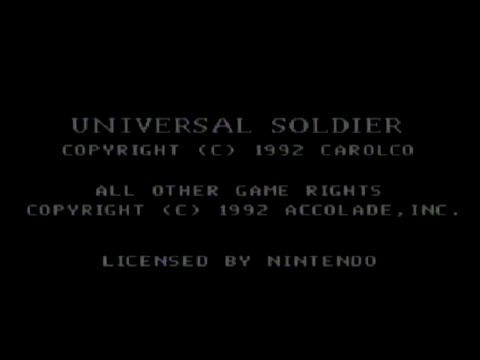 UNIVERSAL SOLDIER
COPYRIGHT (C) 1992 CAROLCO
ALL OTHER GAME RIGHTS
COPYRIGHT (C) 1992 ACCOLADE,INC.
LICENSED BY NINTENDO